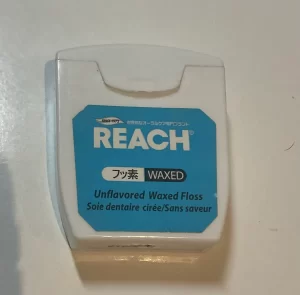 REACH®
フッ素 WAXED
Unflavored Waxed Floss
Soie dentaire cirée/Sans saveur